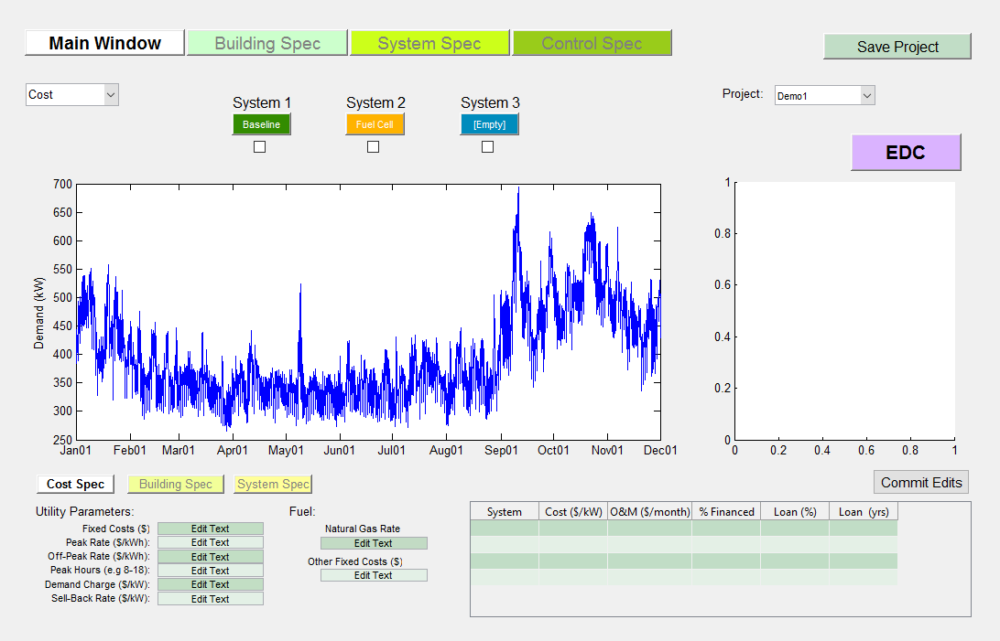 Main Window
Building Spec
System Spec
Control Spec
Save Project
Cost
System 1
System 2
System 3
Project:
Demo1
Baseline
Fuel Cell
[Empty]
EDC
700
650
600
550
500
450
400
350
300
250
Demand (kW)
Jan01
Feb01
Mar01
Apr01
May01
Jun01
Jul01
Aug01
Sep01
Oct01
Nov01
Dec01
1
0.8
0.6
0.4
0.2
0
0
0.2
0.4
0.6
0.8
1
Cost Spec
Building Spec
System Spec
Commit Edits
Utility Parameters:
Fixed Costs ($) Edit Text
Peak Rate ($/kWh): Edit Text
Off-Peak Rate ($/kWh): Edit Text
Peak Hours (e.g 8-18): Edit Text
Demand Charge ($/kW): Edit Text
Sell-Back Rate ($/kW): Edit Text
Fuel:
Natural Gas Rate
Edit Text
Other Fixed Costs ($)
Edit Text
System Cost ($/kW) O&M ($/month) % Financed Loan (%) Loan (yrs)